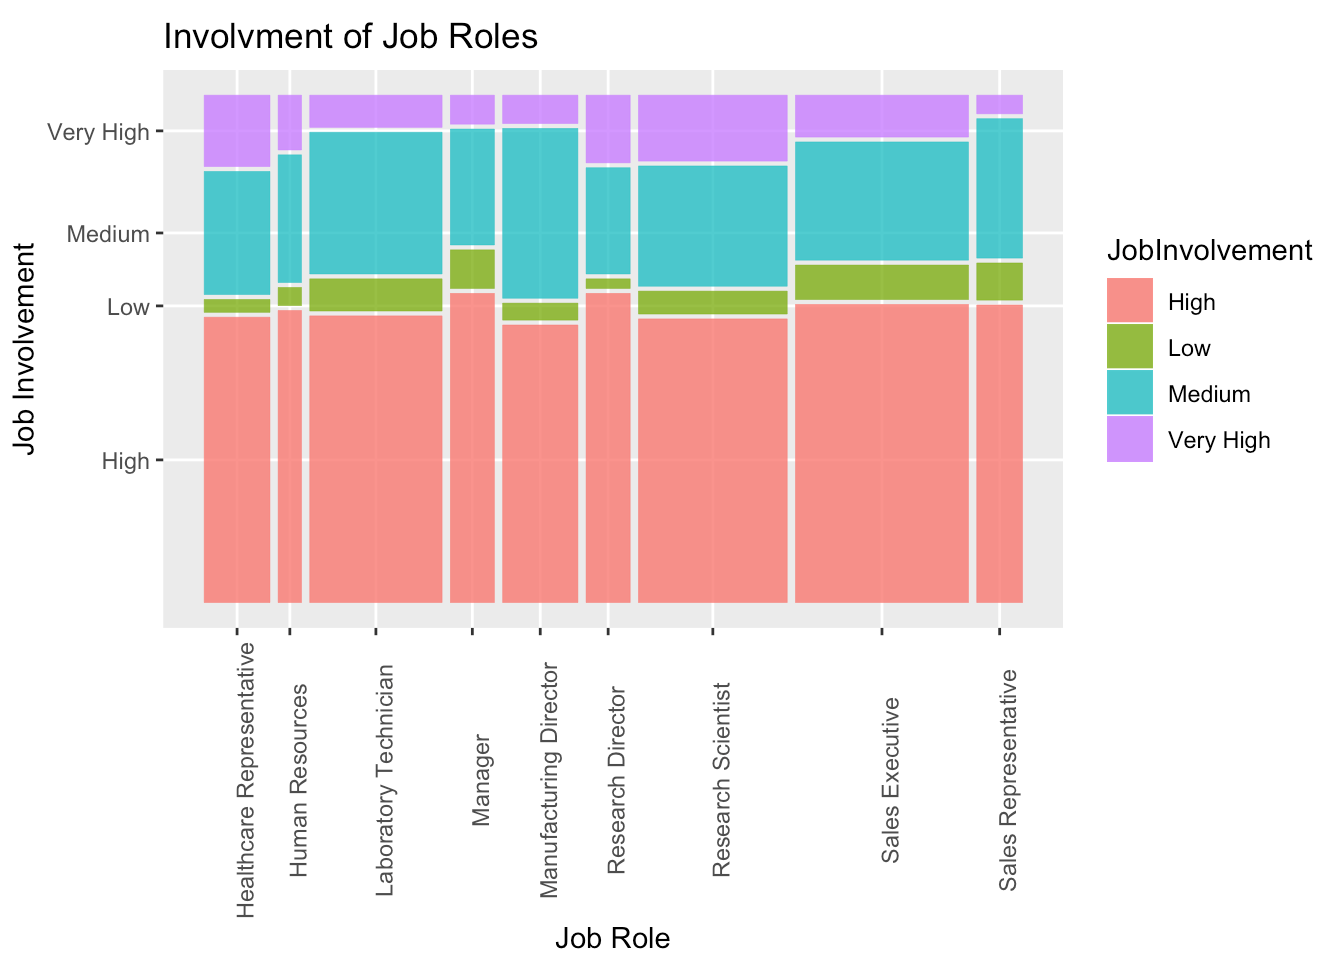 Involvment of Job Roles
Very High
Medium
Low
High
Job Involvement
JobInvolvement
High
Low
Medium
Very High
Healthcare Representative
Human Resources
Laboratory Technician
Manager
Manufacturing Director
Research Director
Research Scientist
Sales Executive
Sales Representative
Job Role